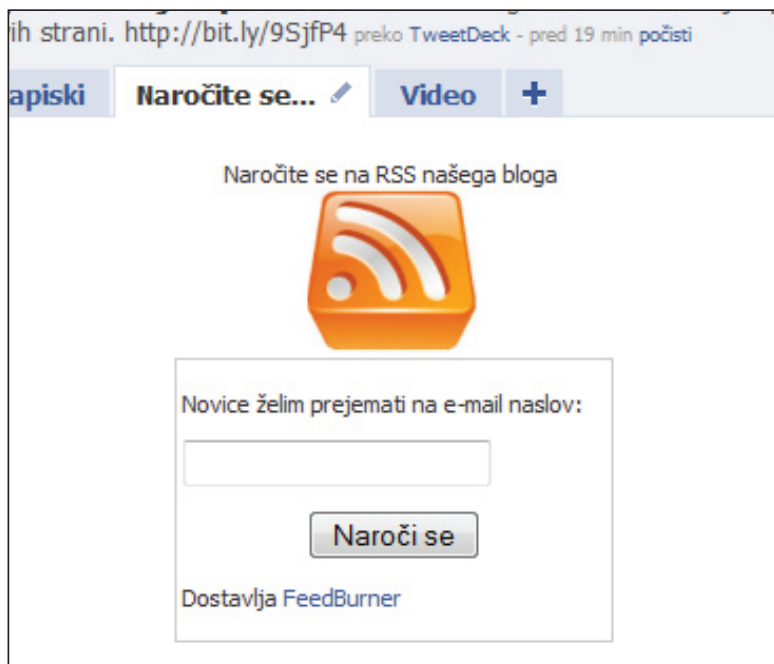 rih strani. http://bit.ly/9SjfP4 preko TweetDeck - pred 19 min počisti
apiski Naročite se... Video +
Naročite se na RSS našega bloga
Novice želim prejemati na e-mail naslov:
Naroči se
Dostavlja FeedBurner